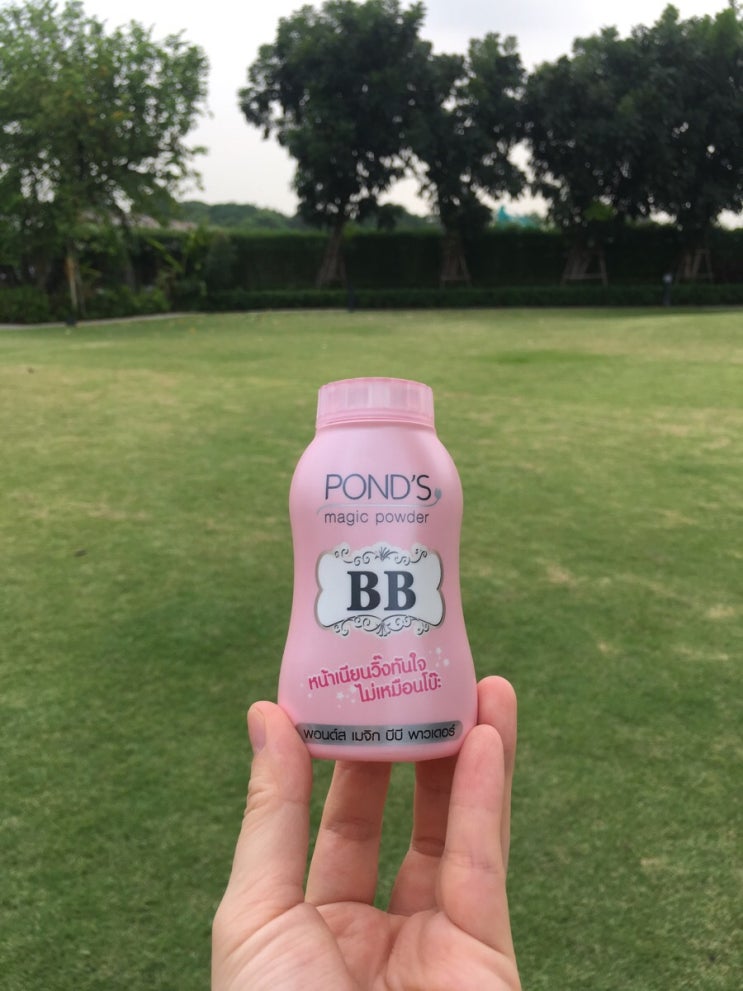 POND'S
magic powder
BB
หน้าเนียนวิ๊งทันใจ
ไม่เหมือนโบ๊ะ
พอนด์ส เมจิก บีบี พาวเดอร์